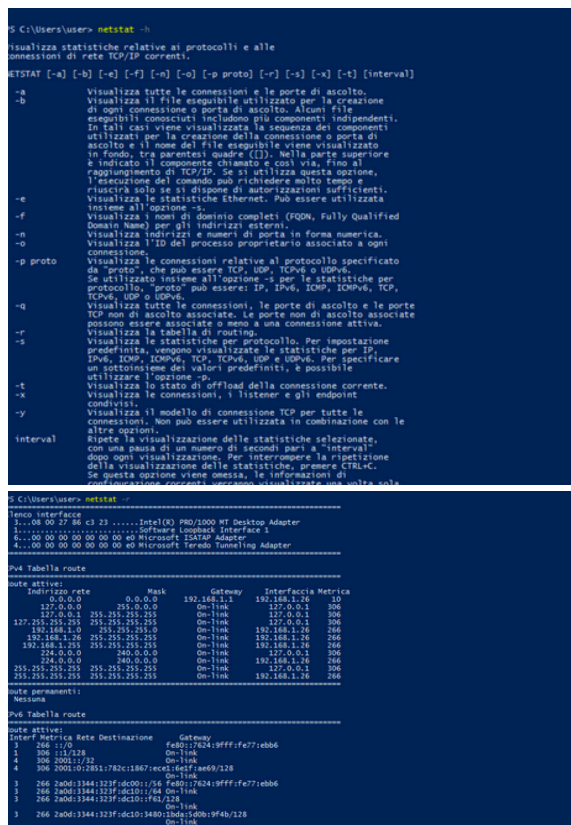 PS C:\Users\user> netstat -h
Visualizza statistiche relative ai protocolli e alle
connessioni di rete TCP/IP correnti.
NETSTAT [-a] [-b] [-e] [-f] [-n] [-o] [-p proto] [-r] [-s] [-x] [-t] [interval]
-a Visualizza tutte le connessioni e le porte di ascolto.
-b Visualizza il file eseguibile utilizzato per la creazione
di ogni connessione o porta di ascolto. Alcuni file
eseguibili conosciuti includono più componenti indipendenti.
In tali casi viene visualizzata la sequenza dei componenti
utilizzati per la creazione della connessione o porta di
ascolto e il nome del file eseguibile viene visualizzato
in fondo, tra parentesi quadre ([]). Nella parte superiore
è indicato il componente chiamato e così via, fino al
raggiungimento di TCP/IP. Se si utilizza questa opzione,
l'esecuzione del comando può richiedere molto tempo e
riuscirà solo se si dispone di autorizzazioni sufficienti.
-e Visualizza le statistiche Ethernet. Può essere utilizzata
insieme all'opzione -s.
-f Visualizza i nomi di dominio completi (FQDN, Fully Qualified
Domain Name) per gli indirizzi esterni.
-n Visualizza indirizzi e numeri di porta in forma numerica.
-o Visualizza l'ID del processo proprietario associato a ogni
connessione.
-p proto Visualizza le connessioni relative al protocollo specificato
da "proto", che può essere TCP, UDP, TCPv6 o UDPv6.
Se utilizzato insieme all'opzione -s per le statistiche per
protocollo, "proto" può essere: IP, IPv6, ICMP, ICMPv6, TCP,
TCPv6, UDP o UDPv6.
-q Visualizza tutte le connessioni, le porte di ascolto e le porte
TCP non di ascolto associate. Le porte non di ascolto associate
possono essere associate o meno a una connessione attiva.
-r Visualizza la tabella di routing.
-s Visualizza le statistiche per protocollo. Per impostazione
predefinita, vengono visualizzate le statistiche per IP,
IPv6, ICMP, ICMPv6, TCP, TCPv6, UDP e UDPv6. Per specificare
un sottoinsieme dei valori predefiniti, è possibile
utilizzare l'opzione -p.
-t Visualizza lo stato di offload della connessione corrente.
-x Visualizza le connessioni, i listener e gli endpoint
condivisi.
-y Visualizza il modello di connessione TCP per tutte le
connessioni. Non può essere utilizzata in combinazione con le
altre opzioni.
interval Ripete la visualizzazione delle statistiche selezionate,
con una pausa di un numero di secondi pari a "interval"
dopo ogni visualizzazione. Per interrompere la ripetizione
della visualizzazione delle statistiche, premere CTRL+C.
Se questa opzione viene omessa, le informazioni di
configurazione correnti verranno visualizzate una volta sola.
PS C:\Users\user> netstat -r
Elenco interfacce
3...08 00 27 86 c3 23 ......Intel(R) PRO/1000 MT Desktop Adapter
1...........................Software Loopback Interface 1
6...00 00 00 00 00 00 00 e0 Microsoft ISATAP Adapter
4...00 00 00 00 00 00 00 e0 Microsoft Teredo Tunneling Adapter
IPv4 Tabella route
Route attive:
Indirizzo rete Mask Gateway Interfaccia Metrica
0.0.0.0 0.0.0.0 192.168.1.1 192.168.1.26 10
127.0.0.0 255.0.0.0 On-link 127.0.0.1 306
127.0.0.1 255.255.255.255 On-link 127.0.0.1 306
127.255.255.255 255.255.255.255 On-link 127.0.0.1 306
192.168.1.0 255.255.255.0 On-link 192.168.1.26 266
192.168.1.26 255.255.255.255 On-link 192.168.1.26 266
192.168.1.255 255.255.255.255 On-link 192.168.1.26 266
224.0.0.0 240.0.0.0 On-link 127.0.0.1 306
224.0.0.0 240.0.0.0 On-link 192.168.1.26 266
255.255.255.255 255.255.255.255 On-link 127.0.0.1 306
255.255.255.255 255.255.255.255 On-link 192.168.1.26 266
Route permanenti:
Nessuna
IPv6 Tabella route
Route attive:
Interf Metrica Rete Destinazione Gateway
3 266 ::/0 fe80::7624:9fff:fe77:ebb6
1 306 ::1/128 On-link
4 306 2001::/32 On-link
4 306 2001:0:2851:782c:1867:ece1:6e1f:ae69/128
On-link
3 266 2a0d:3344:323f:dc00::/56 fe80::7624:9fff:fe77:ebb6
3 266 2a0d:3344:323f:dc10::/64 On-link
3 266 2a0d:3344:323f:dc10::f61/128
On-link
3 266 2a0d:3344:323f:dc10:3480:1bda:5d0b:9f4b/128
On-link